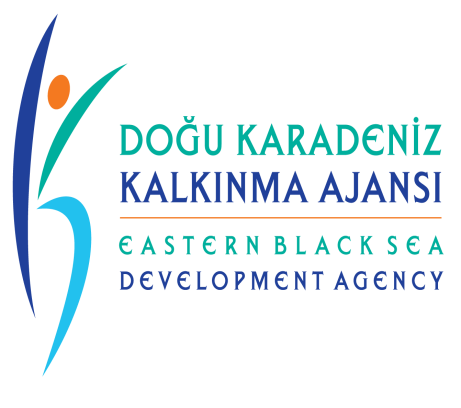 DOĞU KARADENİZ
KALKINMA AJANSI
EASTERN BLACK SEA
DEVELOPMENT AGENCY